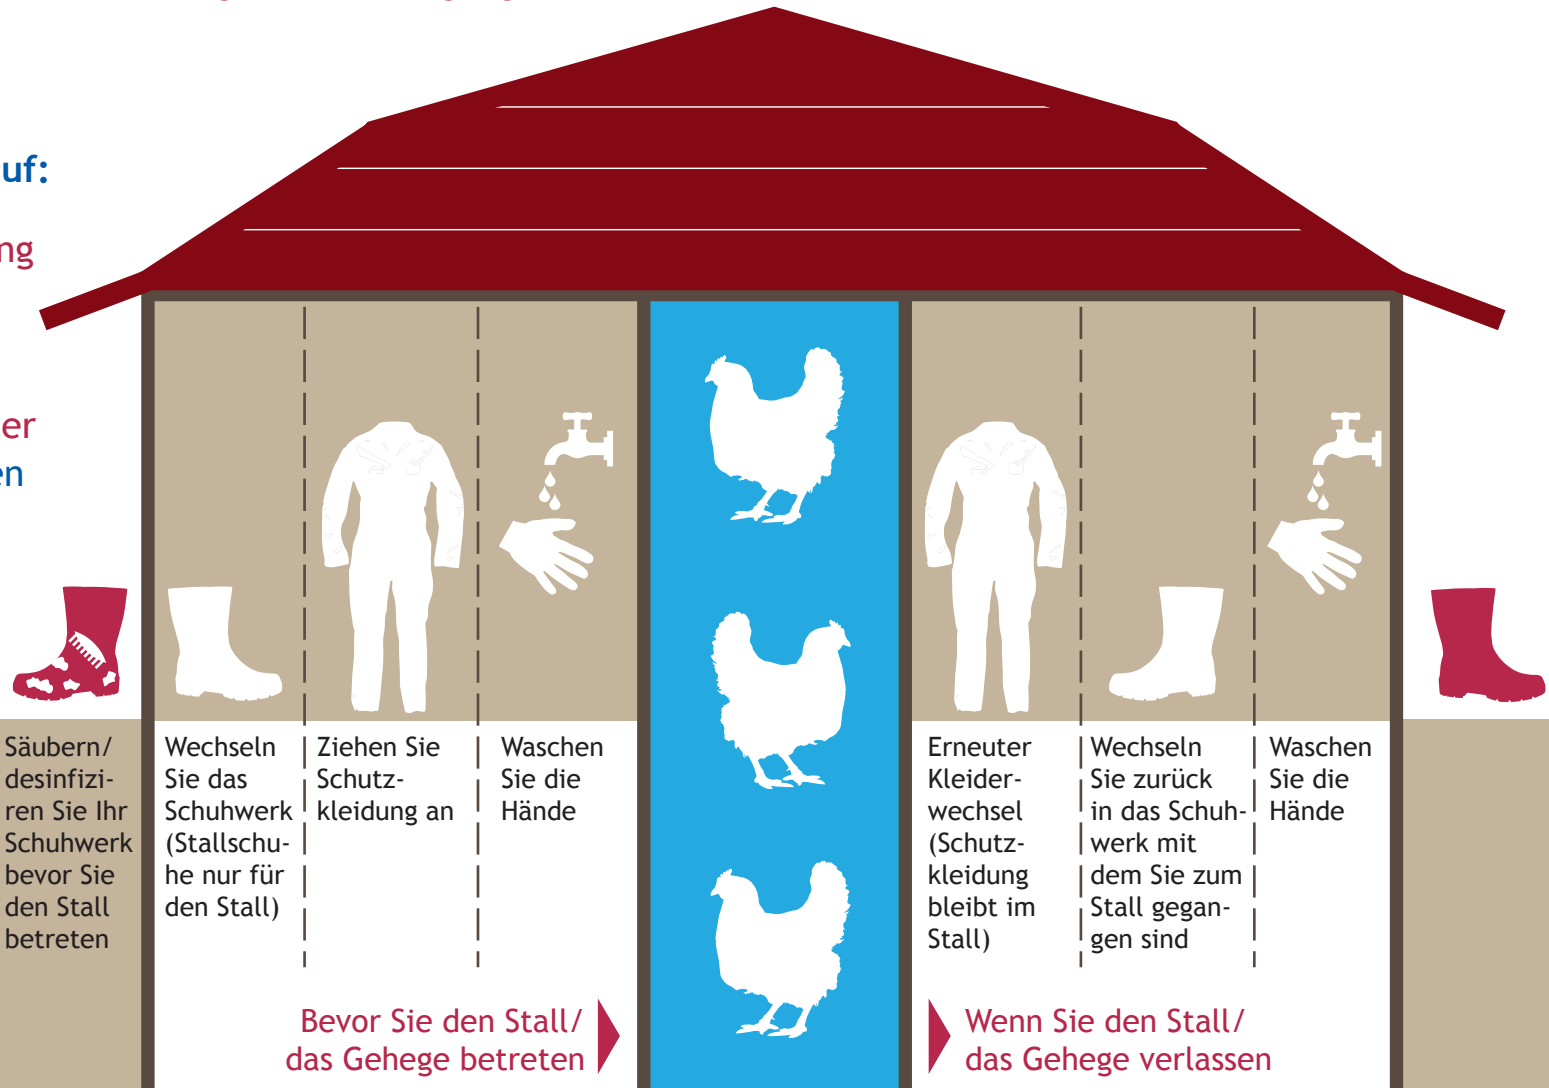 uf:
ng
er
en
Säubern/
desinfizi-
ren Sie Ihr
Schuhwerk
bevor Sie
den Stall
betreten
Wechseln
Sie das
Schuhwerk
(Stallschu-
he nur für
den Stall)
Ziehen Sie
Schutz-
kleidung an
Waschen
Sie die
Hände
Erneuter
Kleider-
wechsel
(Schutz-
kleidung
bleibt im
Stall)
Wechseln
Sie zurück
in das Schuh-
werk mit
dem Sie zum
Stall gegan-
gen sind
Waschen
Sie die
Hände
Bevor Sie den Stall/
das Gehege betreten
Wenn Sie den Stall/
das Gehege verlassen